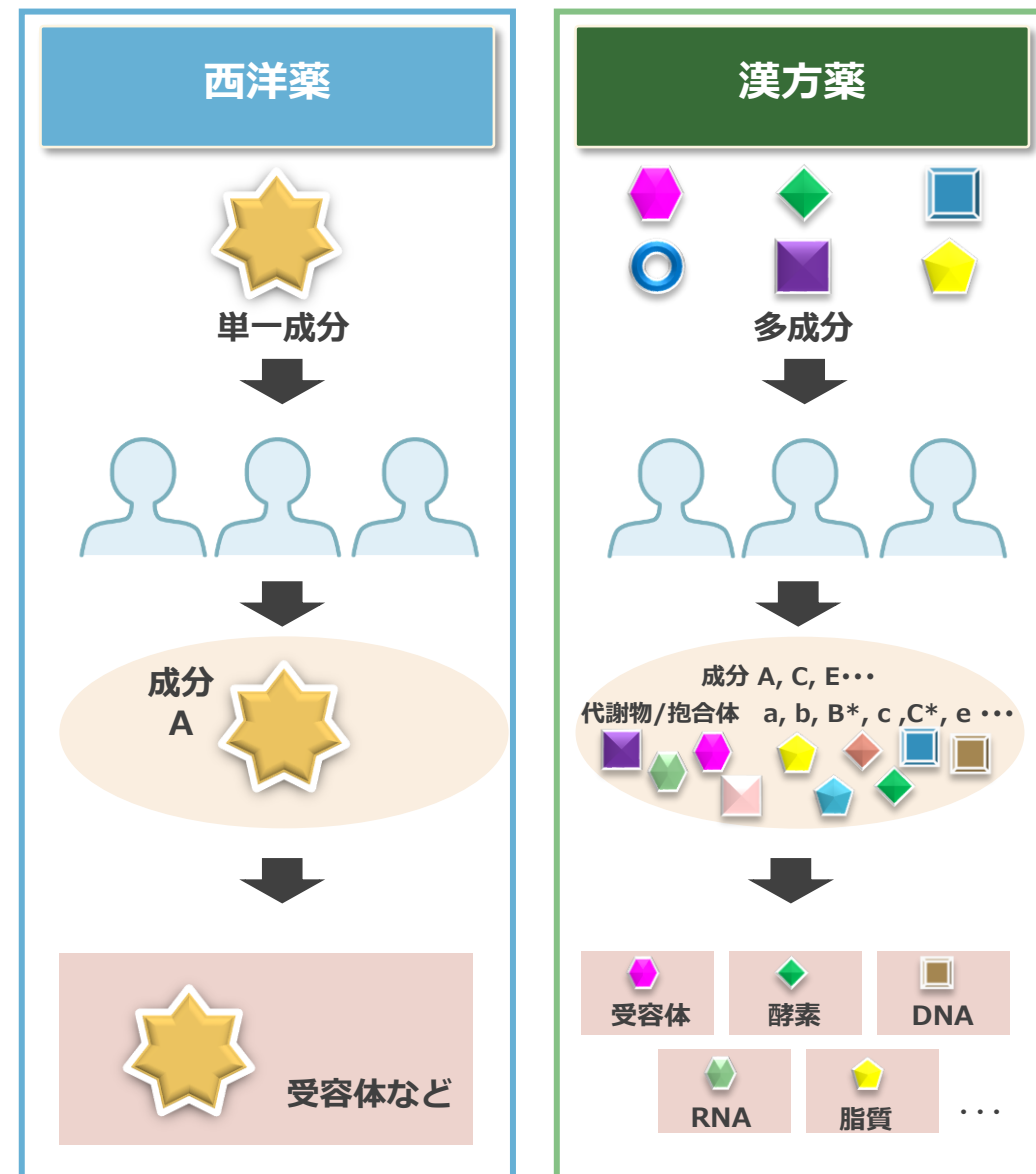 西洋薬
単一成分
成分
A
受容体など
漢方薬
多成分
成分 A, C, E･･･
代謝物/抱合体　a, b, B*, c ,C*, e ･･･
受容体
酵素
DNA
RNA
脂質
･･･